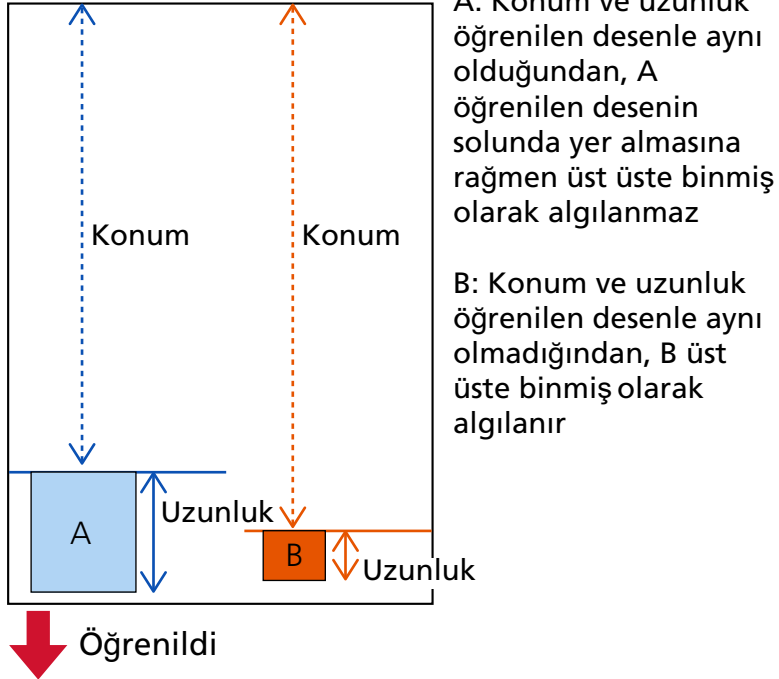 A: Konum ve uzunluk
öğrenilen desenle aynı
olduğundan, A
öğrenilen desenin
solunda yer almasına
rağmen üst üste binmiş
olarak algılanmaz
Konum
Konum
B: Konum ve uzunluk
öğrenilen desenle aynı
olmadığından, B üst
üste binmiş olarak
algılanır
A
Uzunluk
B
Uzunluk
Öğrenildi